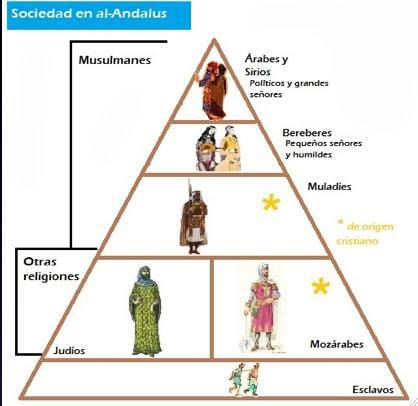 Sociedad en al-Andalus
Musulmanes
Árabes y
Sirios
Políticos y grandes
señores
Bereberes
Pequeños señores
y humildes
Muladíes
*
* de origen
cristiano
Otras
religiones
*
Judíos
Mozárabes
Esclavos